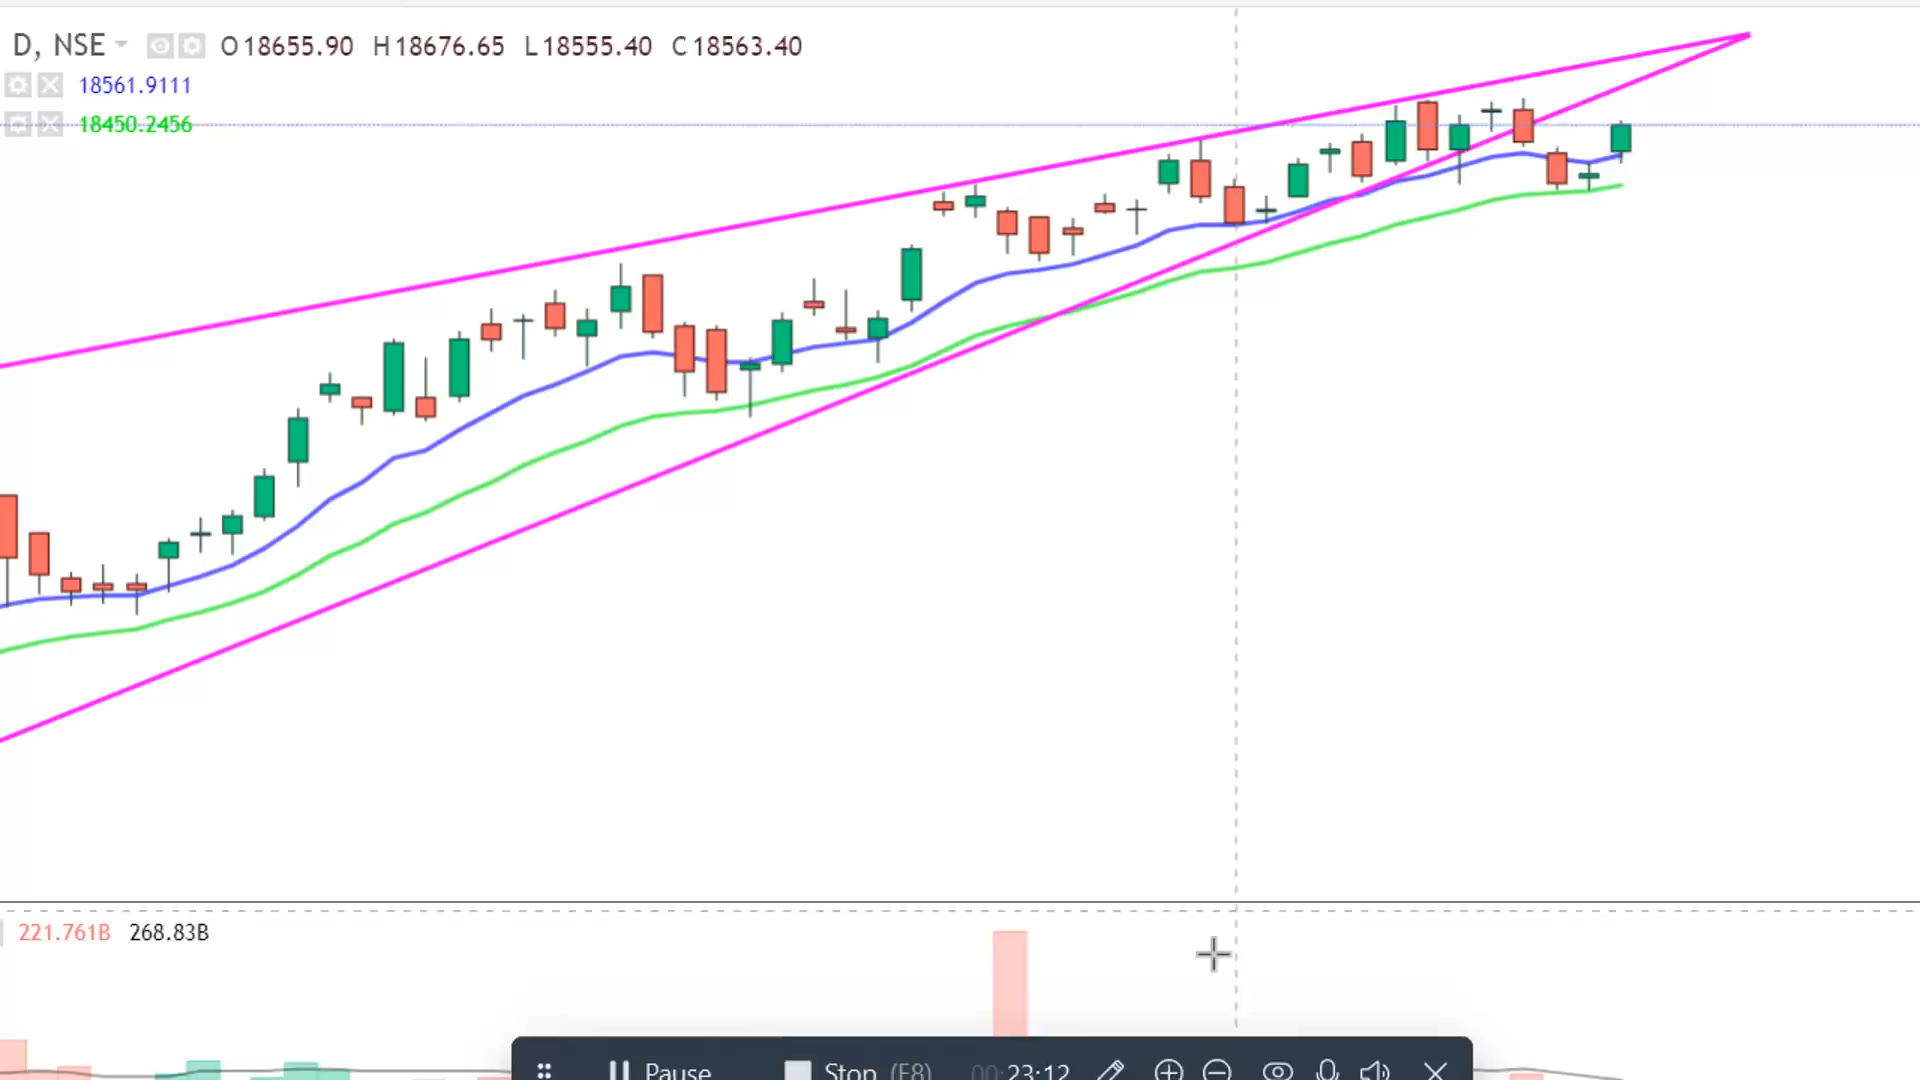 D, NSE O18655.90 H18676.65 L18555.40 C18563.40
18561.9111
18450.2456
221.761B 268.83B
Pause Stop (F8) 00:23:12